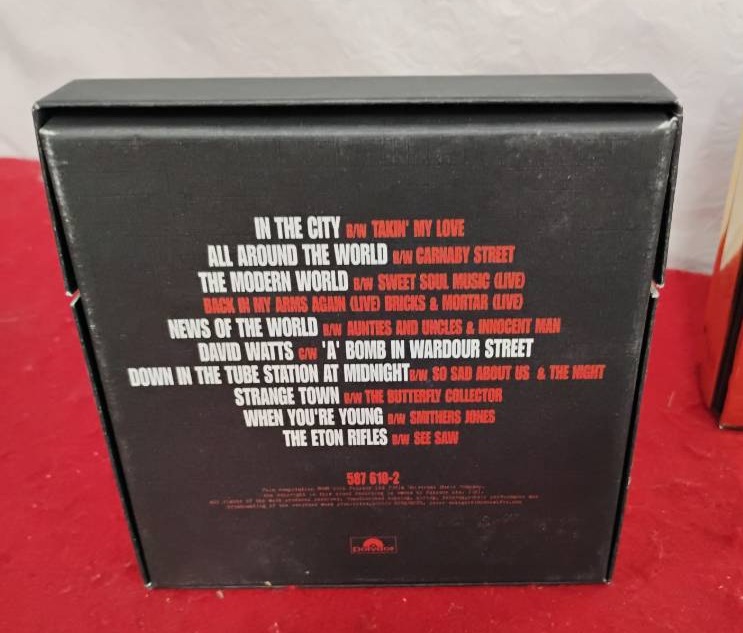 IN THE CITY B/W TAKIN' MY LOVE
ALL AROUND THE WORLD B/W CARNABY STREET
THE MODERN WORLD B/W SWEET SOUL MUSIC (LIVE)
BACK IN MY ARMS AGAIN (LIVE) BRICKS & MORTAR (LIVE)
NEWS OF THE WORLD B/W AUNTIES AND UNCLES & INNOCENT MAN
DAVID WATTS C/W 'A' BOMB IN WARDOUR STREET
DOWN IN THE TUBE STATION AT MIDNIGHT B/W SO SAD ABOUT US & THE NIGHT
STRANGE TOWN B/W THE BUTTERFLY COLLECTOR
WHEN YOU'RE YOUNG B/W SMITHERS JONES
THE ETON RIFLES B/W SEE SAW
587 610-2
Polydor